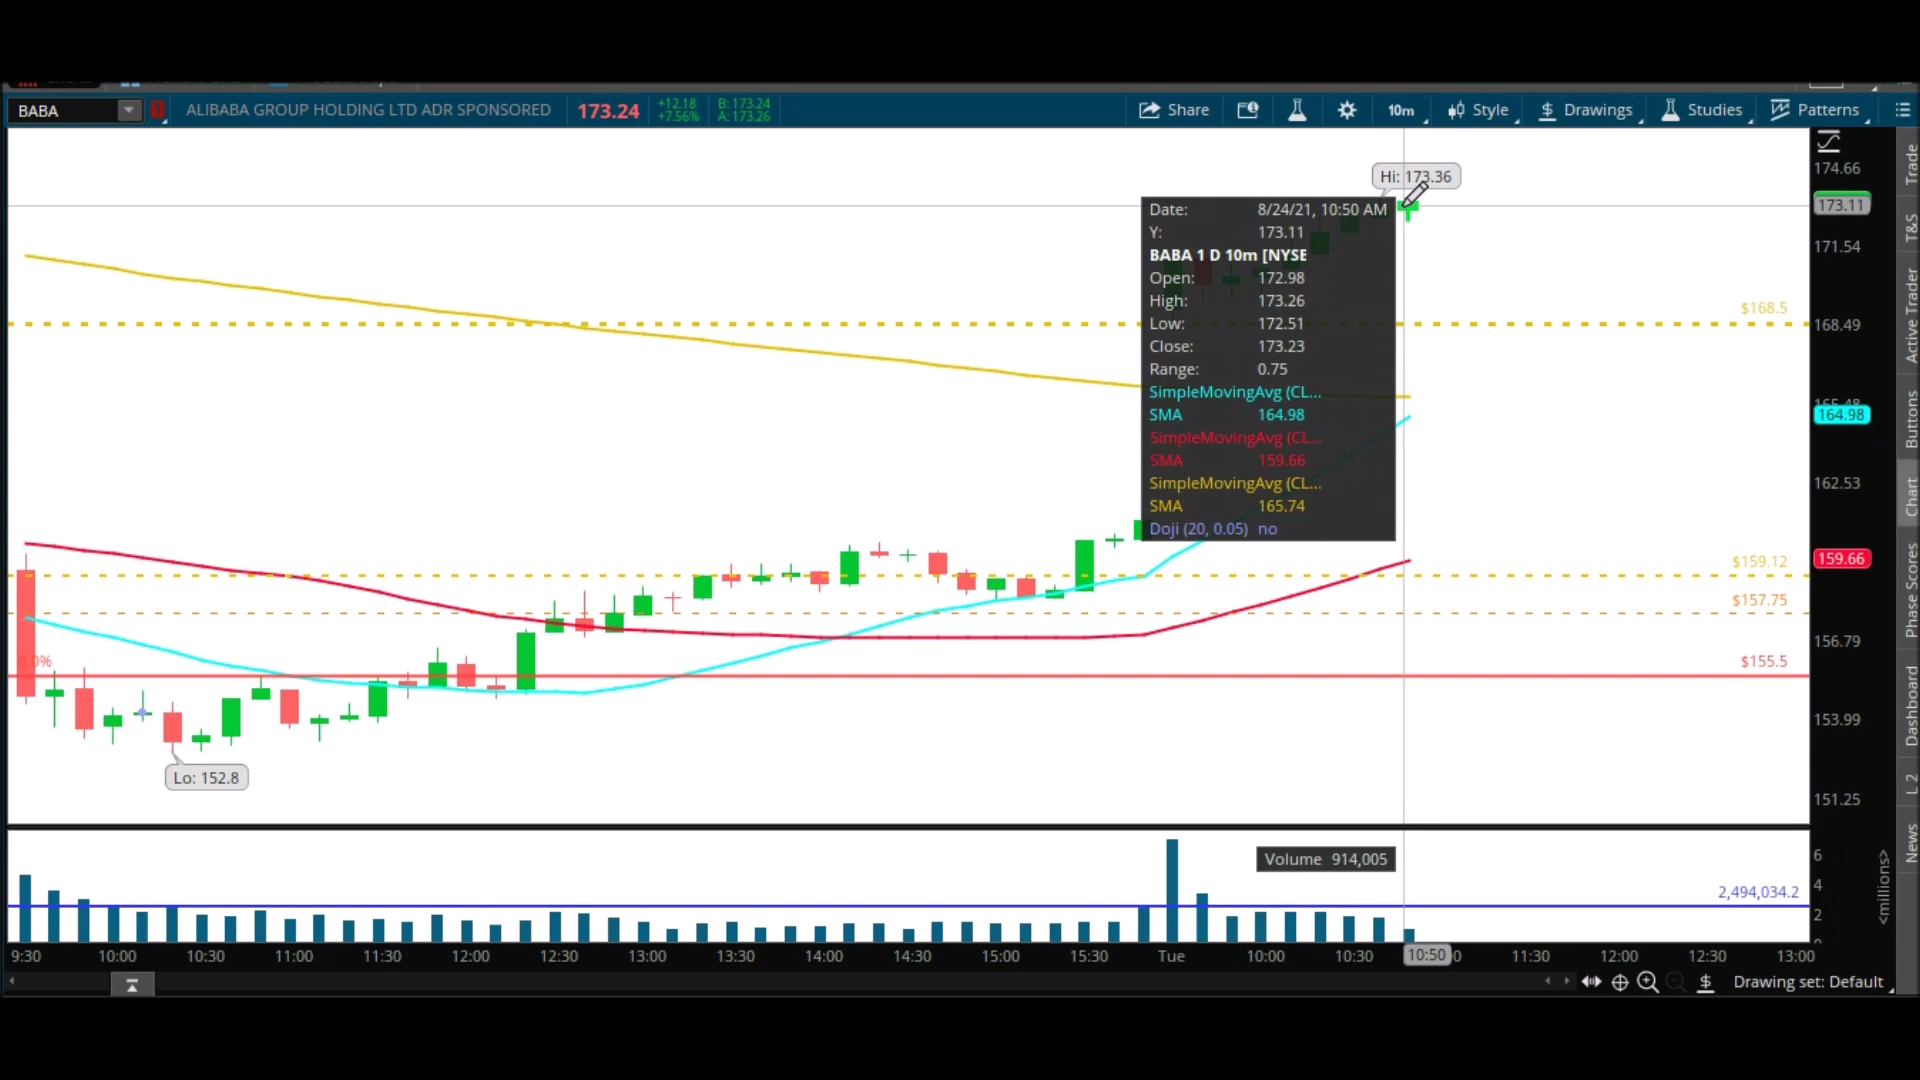 BABA
ALIBABA GROUP HOLDING LTD ADR SPONSORED
173.24
+12.18
+7.56%
B: 173.24
A: 173.26
Share
10m
Style
$ Drawings
Studies
Patterns
Hi: 173.36
Date: 8/24/21, 10:50 AM
Y: 173.11
BABA 1 D 10m [NYSE
Open: 172.98
High: 173.26
Low: 172.51
Close: 173.23
Range: 0.75
SimpleMovingAvg (CL...
SMA 164.98
SimpleMovingAvg (CL...
SMA 159.66
SimpleMovingAvg (CL...
SMA 165.74
Doji (20, 0.05) no
174.66
173.11
171.54
$168.5
168.49
165.48
164.98
162.53
159.66
$159.12
$157.75
156.79
0.0%
$155.5
153.99
Lo: 152.8
151.25
Volume 914,005
6
4
2
2,494,034.2
<millions>
9:30 10:00 10:30 11:00 11:30 12:00 12:30 13:00 13:30 14:00 14:30 15:00 15:30 Tue 10:00 10:30 10:50 11:30 12:00 12:30 13:00
$
Drawing set: Default
Trade
T&S
Active Trader
Buttons
Chart
Phase Scores
Dashboard
L 2
News